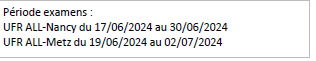 Période examens :
UFR ALL-Nancy du 17/06/2024 au 30/06/2024
UFR ALL-Metz du 19/06/2024 au 02/07/2024